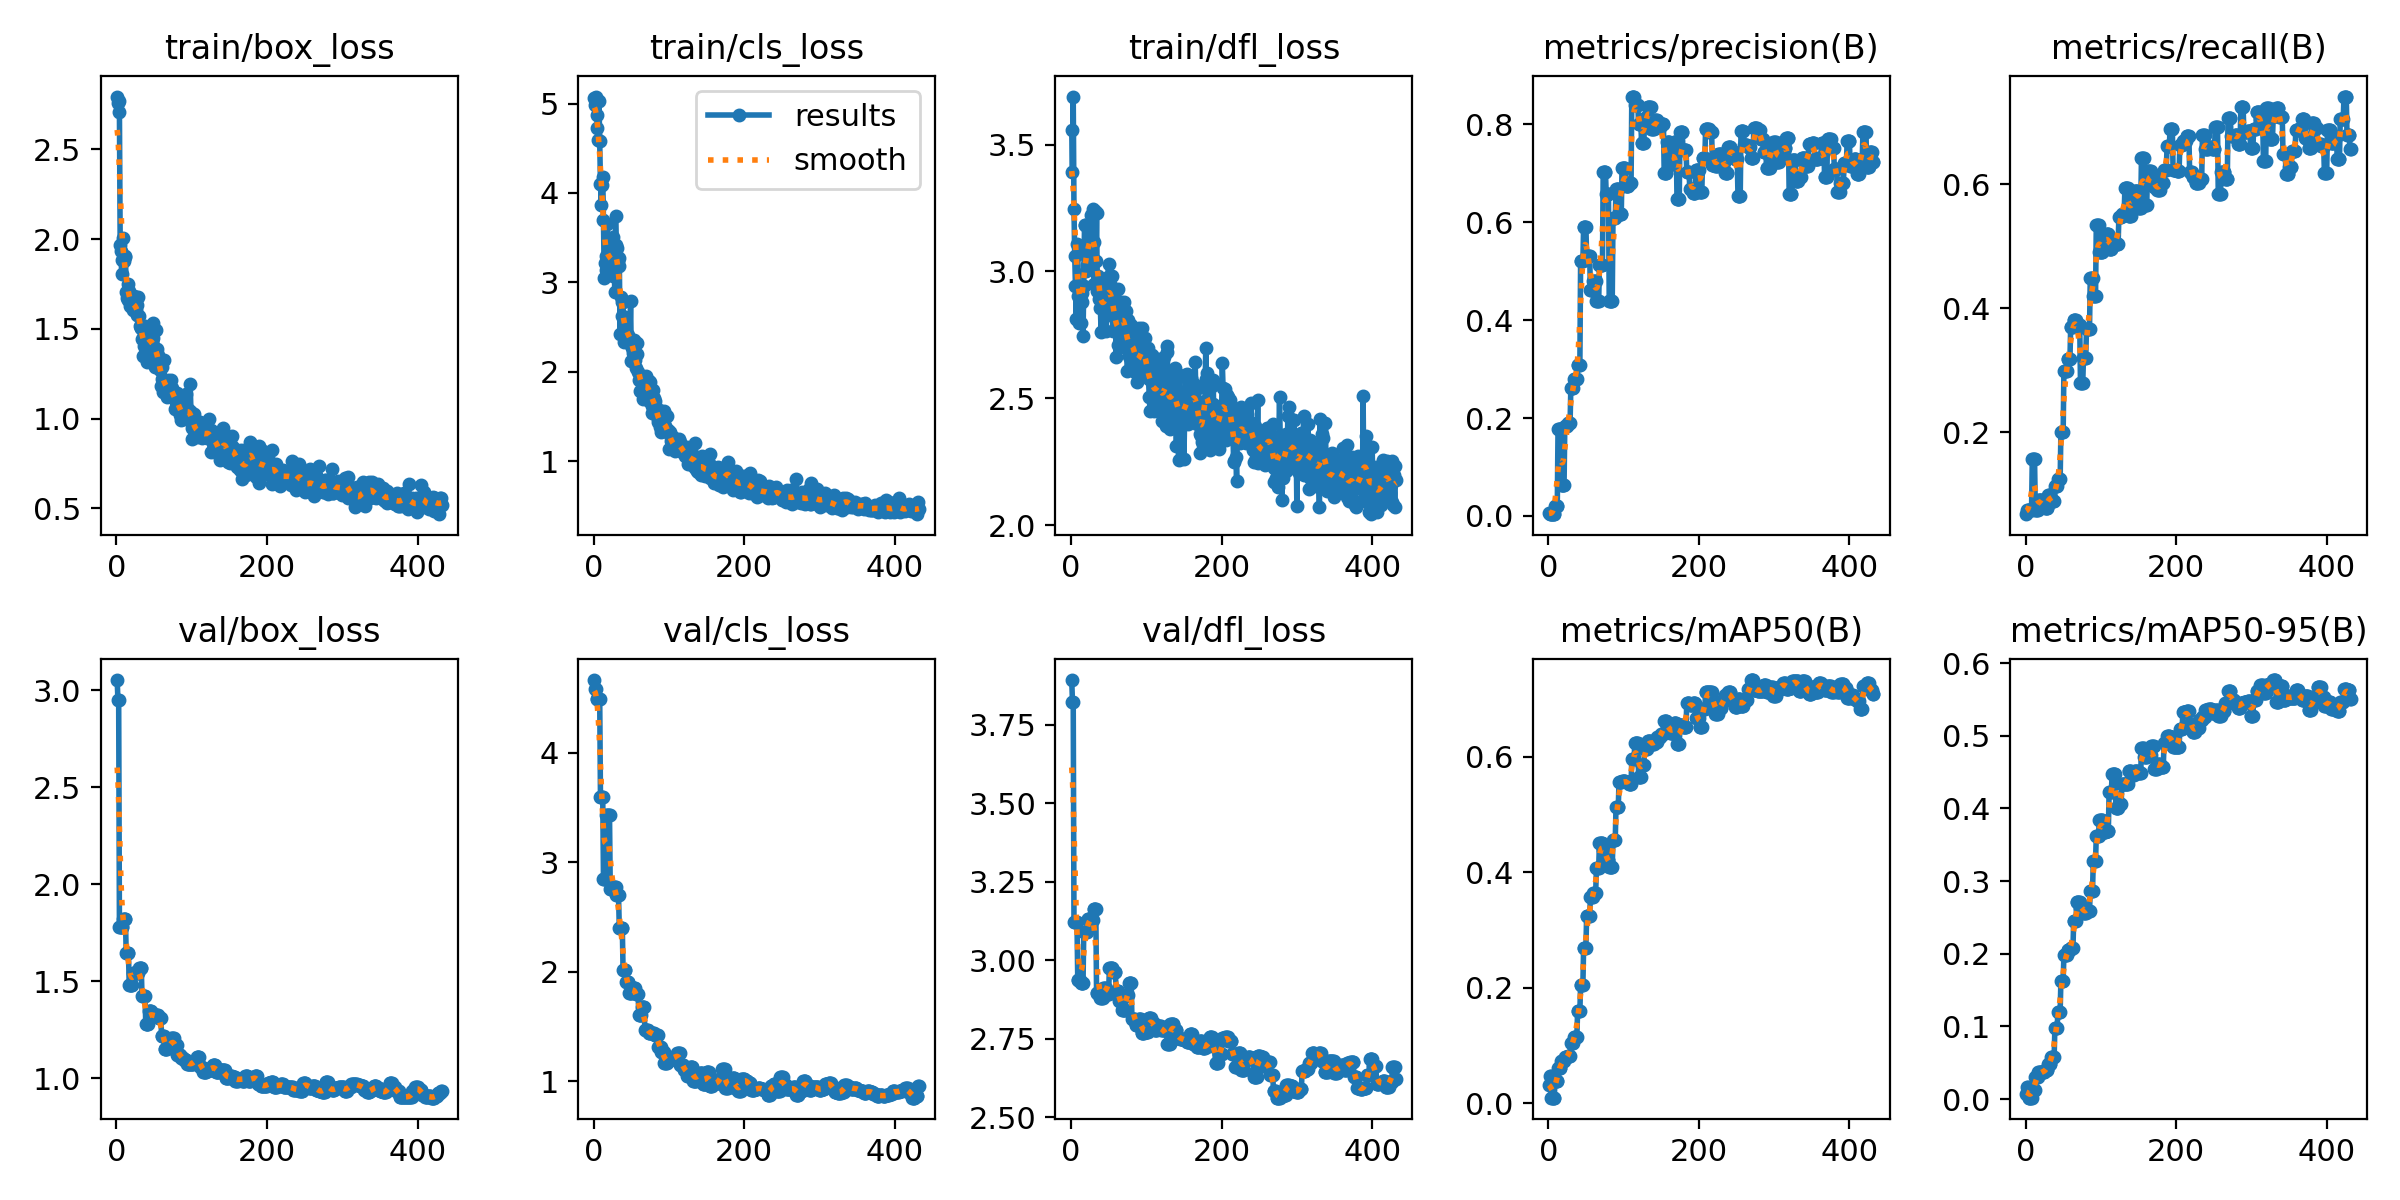 train/box_loss
2.5
2.0
1.5
1.0
0.5
0 200 400
train/cls_loss
results
smooth
5
4
3
2
1
0 200 400
train/dfl_loss
3.5
3.0
2.5
2.0
0 200 400
metrics/precision(B)
0.8
0.6
0.4
0.2
0.0
0 200 400
metrics/recall(B)
0.6
0.4
0.2
0 200 400
val/box_loss
3.0
2.5
2.0
1.5
1.0
0 200 400
val/cls_loss
4
3
2
1
0 200 400
val/dfl_loss
3.75
3.50
3.25
3.00
2.75
2.50
0 200 400
metrics/mAP50(B)
0.6
0.4
0.2
0.0
0 200 400
metrics/mAP50-95(B)
0.6
0.5
0.4
0.3
0.2
0.1
0.0
0 200 400